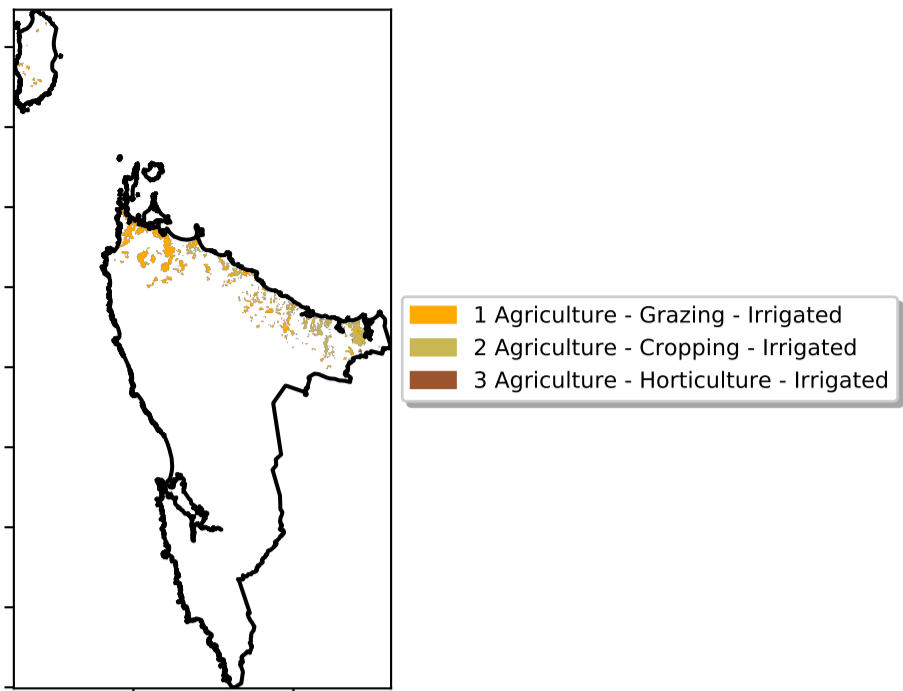 1 Agriculture - Grazing - Irrigated
2 Agriculture - Cropping - Irrigated
3 Agriculture - Horticulture - Irrigated